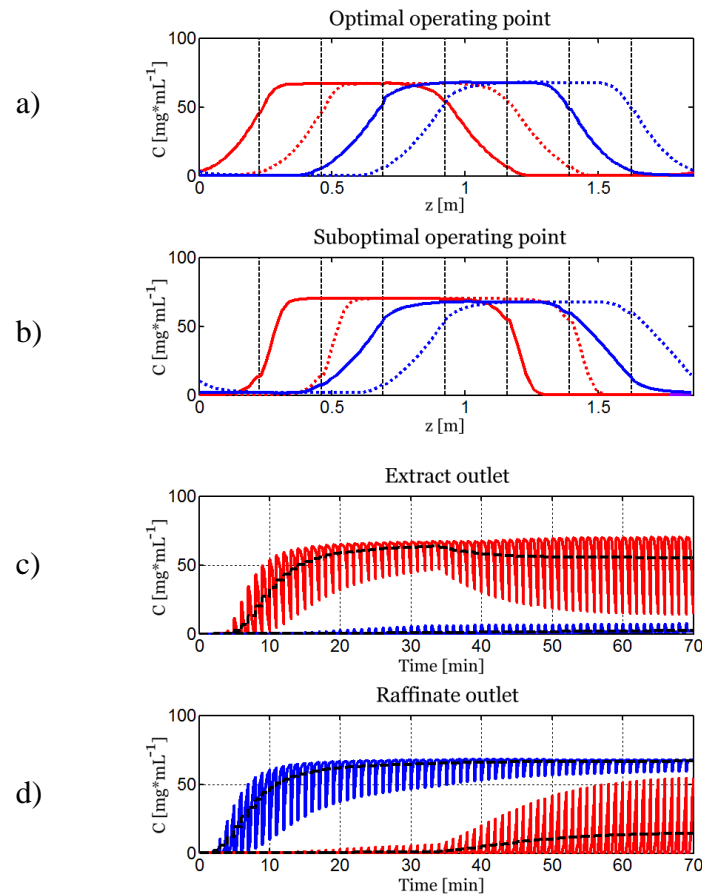 Optimal operating point
a)
C [mg*mL⁻¹]
100
50
0
0 0.5 1 1.5
z [m]
Suboptimal operating point
b)
C [mg*mL⁻¹]
100
50
0
0 0.5 1 1.5
z [m]
Extract outlet
c)
C [mg*mL⁻¹]
100
50
0
0 10 20 30 40 50 60 70
Time [min]
Raffinate outlet
d)
C [mg*mL⁻¹]
100
50
0
0 10 20 30 40 50 60 70
Time [min]